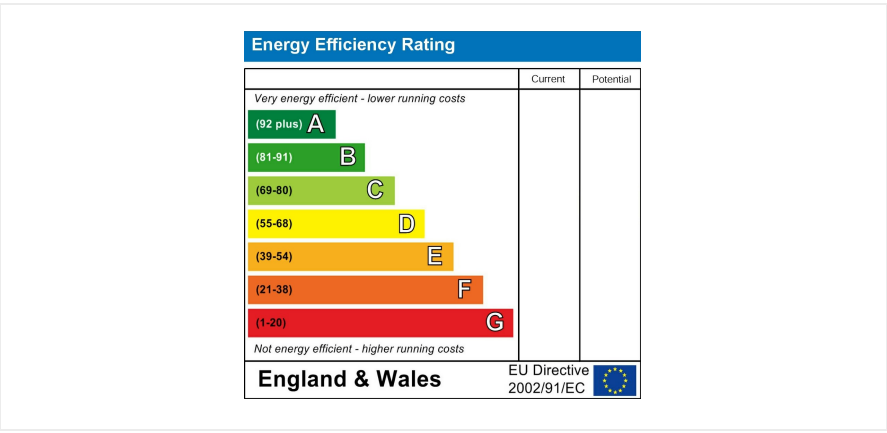 Energy Efficiency Rating
Current Potential
Very energy efficient - lower running costs
(92 plus) A
(81-91) B
(69-80) C
(55-68) D
(39-54) E
(21-38) F
(1-20) G
Not energy efficient - higher running costs
England & Wales
EU Directive
2002/91/EC